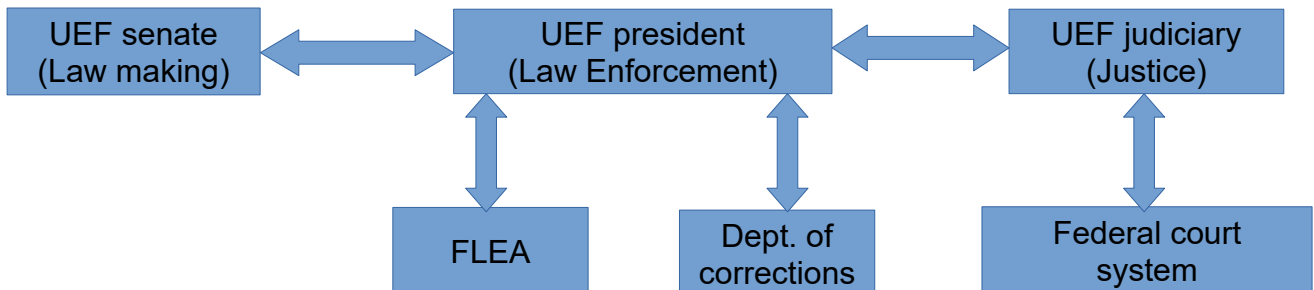 UEF senate
(Law making)
UEF president
(Law Enforcement)
UEF judiciary
(Justice)
FLEA
Dept. of
corrections
Federal court
system